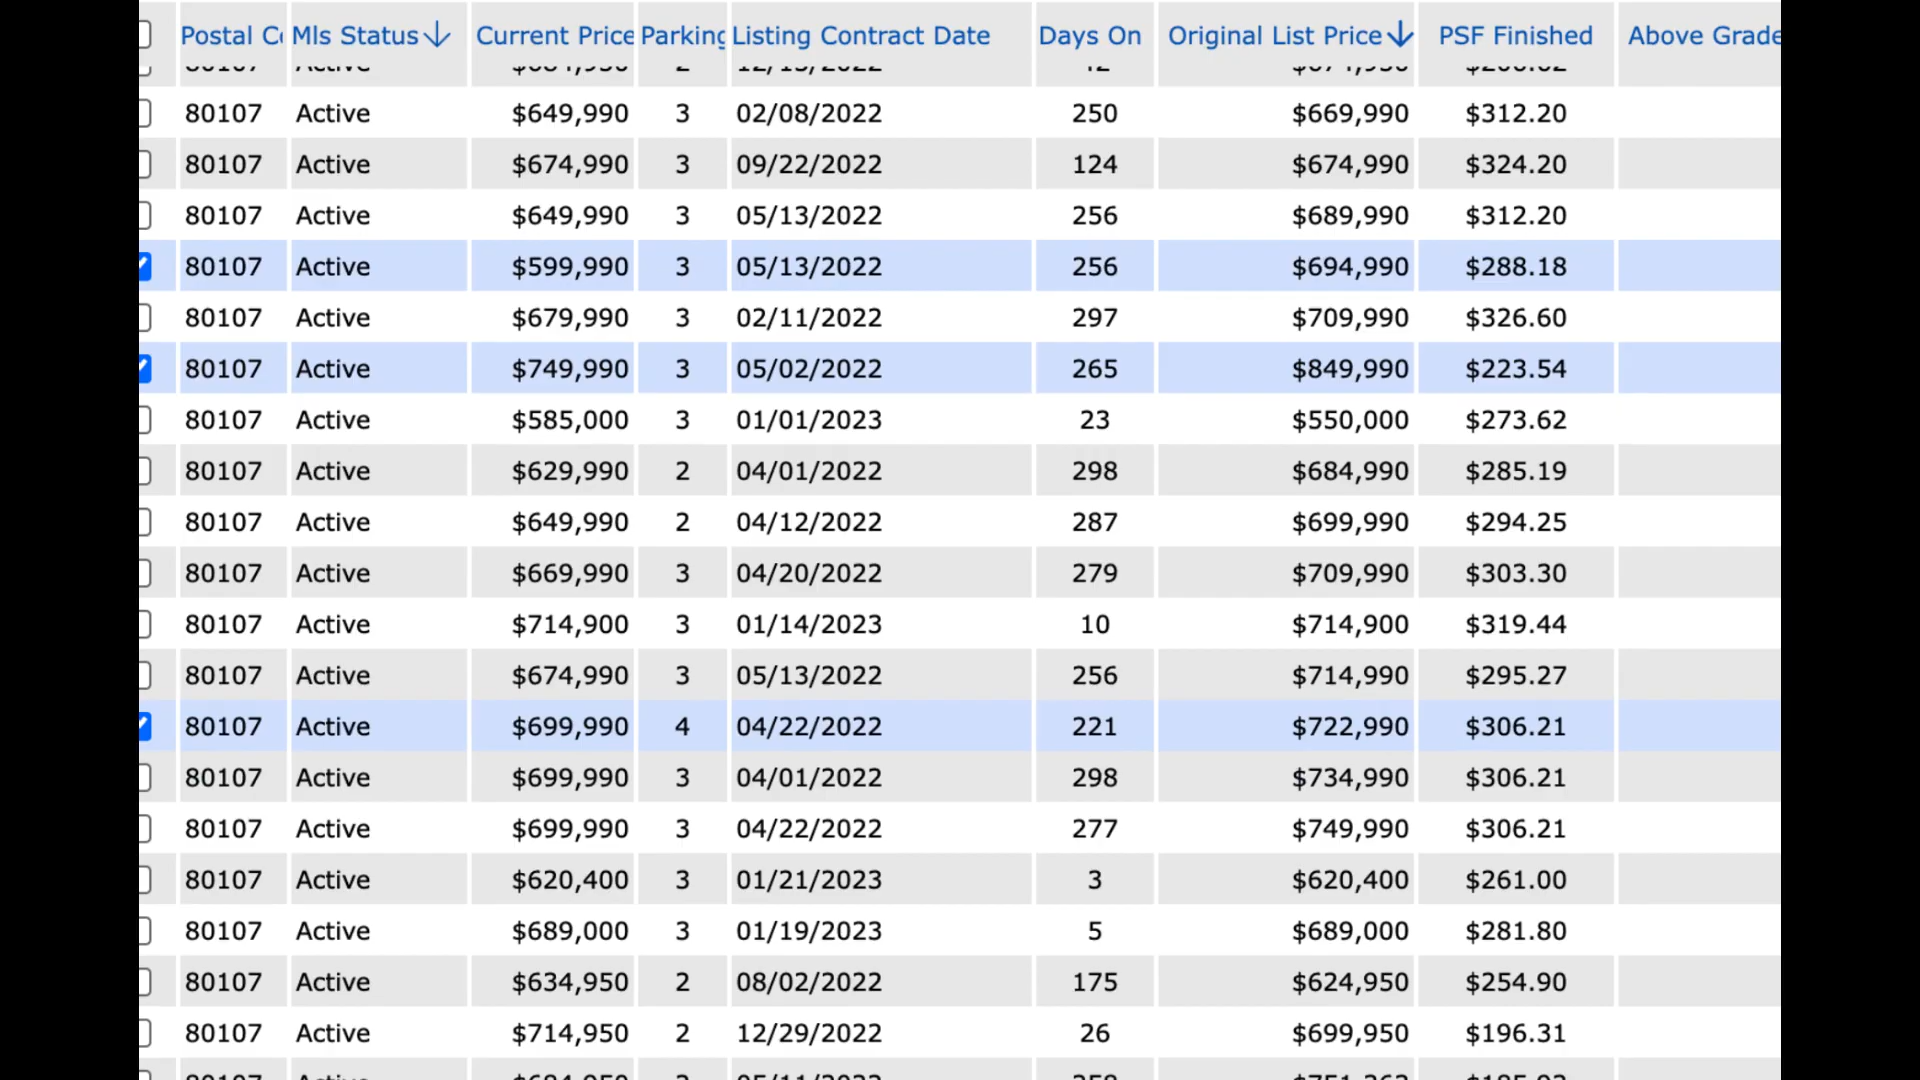 Postal Co Mls Status Current Price Parking Listing Contract Date Days On Original List Price PSF Finished Above Grade
80107 Active $649,990 3 02/08/2022 250 $669,990 $312.20
80107 Active $674,990 3 09/22/2022 124 $674,990 $324.20
80107 Active $649,990 3 05/13/2022 256 $689,990 $312.20
80107 Active $599,990 3 05/13/2022 256 $694,990 $288.18
80107 Active $679,990 3 02/11/2022 297 $709,990 $326.60
80107 Active $749,990 3 05/02/2022 265 $849,990 $223.54
80107 Active $585,000 3 01/01/2023 23 $550,000 $273.62
80107 Active $629,990 2 04/01/2022 298 $684,990 $285.19
80107 Active $649,990 2 04/12/2022 287 $699,990 $294.25
80107 Active $669,990 3 04/20/2022 279 $709,990 $303.30
80107 Active $714,900 3 01/14/2023 10 $714,900 $319.44
80107 Active $674,990 3 05/13/2022 256 $714,990 $295.27
80107 Active $699,990 4 04/22/2022 221 $722,990 $306.21
80107 Active $699,990 3 04/01/2022 298 $734,990 $306.21
80107 Active $699,990 3 04/22/2022 277 $749,990 $306.21
80107 Active $620,400 3 01/21/2023 3 $620,400 $261.00
80107 Active $689,000 3 01/19/2023 5 $689,000 $281.80
80107 Active $634,950 2 08/02/2022 175 $624,950 $254.90
80107 Active $714,950 2 12/29/2022 26 $699,950 $196.31